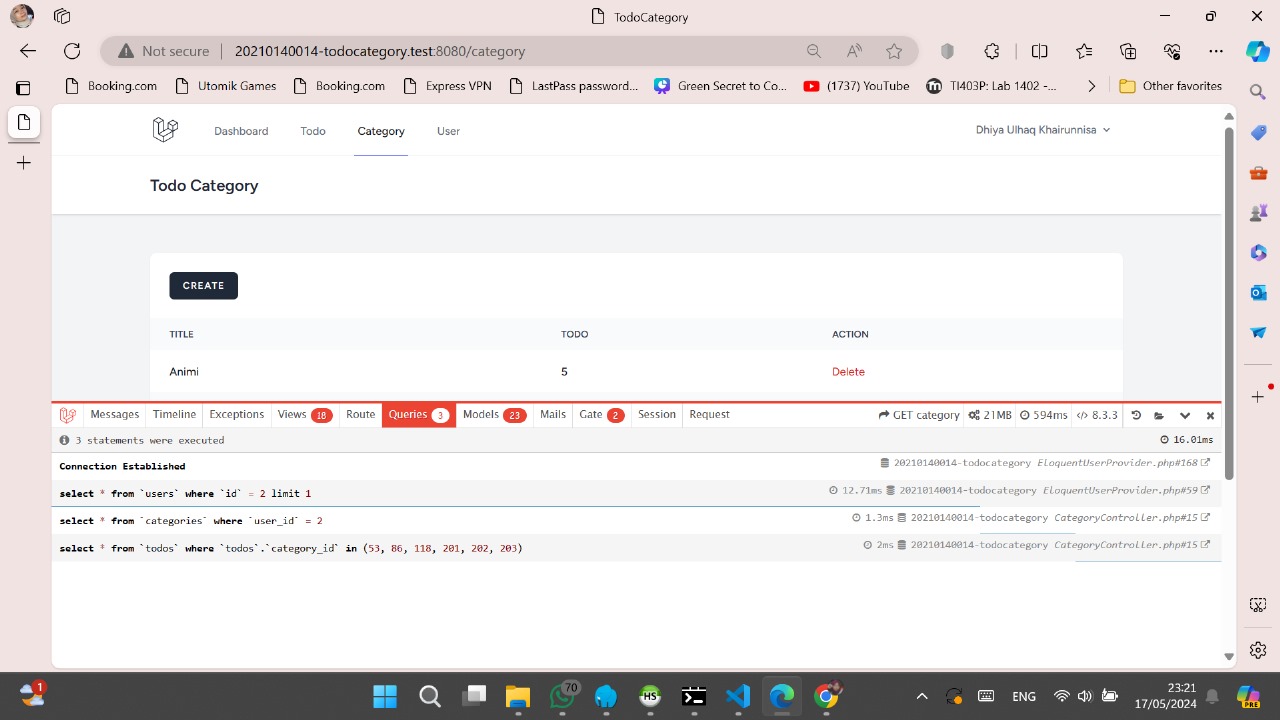 TodoCategory
Not secure 20210140014-todocategory.test:8080/category
Booking.com Utomik Games Booking.com Express VPN LastPass password... Green Secret to Co... (1737) YouTube TI403P: Lab 1402 -... Other favorites
Dashboard Todo Category User Dhiya Ulhaq Khairunnisa
Todo Category
CREATE
TITLE TODO ACTION
Animi 5 Delete
Messages Timeline Exceptions Views 18 Route Queries 3 Models 23 Mails Gate 2 Session Request GET category 21MB 594ms 8.3.3
3 statements were executed 16.01ms
Connection Established 20210140014-todocategory EloquentUserProvider.php#168
select * from `users` where `id` = 2 limit 1 12.71ms 20210140014-todocategory EloquentUserProvider.php#59
select * from `categories` where `user_id` = 2 1.3ms 20210140014-todocategory CategoryController.php#15
select * from `todos` where `todos`.`category_id` in (53, 86, 118, 201, 202, 203) 2ms 20210140014-todocategory CategoryController.php#15
1 70 HS ENG 23:21
17/05/2024 PRE